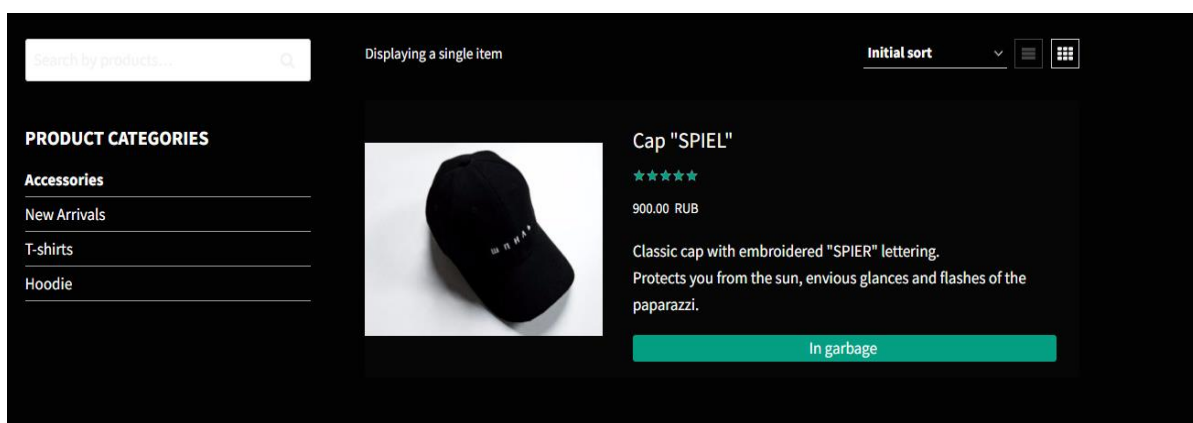 Search by products...
Displaying a single item
Initial sort
PRODUCT CATEGORIES
Accessories
New Arrivals
T-shirts
Hoodie
Cap "SPIEL"
900.00 RUB
Classic cap with embroidered "SPIER" lettering.
Protects you from the sun, envious glances and flashes of the
paparazzi.
In garbage